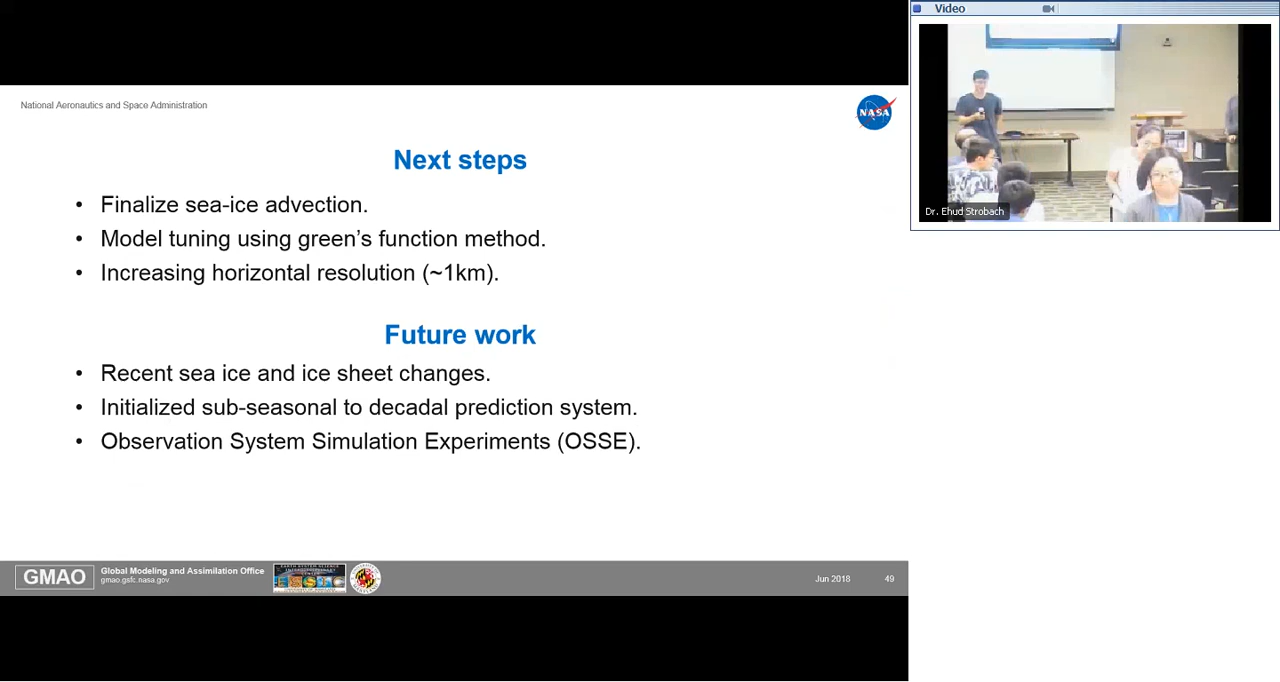 Video
National Aeronautics and Space Administration
NASA
Next steps
• Finalize sea-ice advection.
• Model tuning using green’s function method.
• Increasing horizontal resolution (~1km).
Future work
• Recent sea ice and ice sheet changes.
• Initialized sub-seasonal to decadal prediction system.
• Observation System Simulation Experiments (OSSE).
Dr. Ehud Strobach
GMAO
Global Modeling and Assimilation Office
gmao.gsfc.nasa.gov
Jun 2018
49